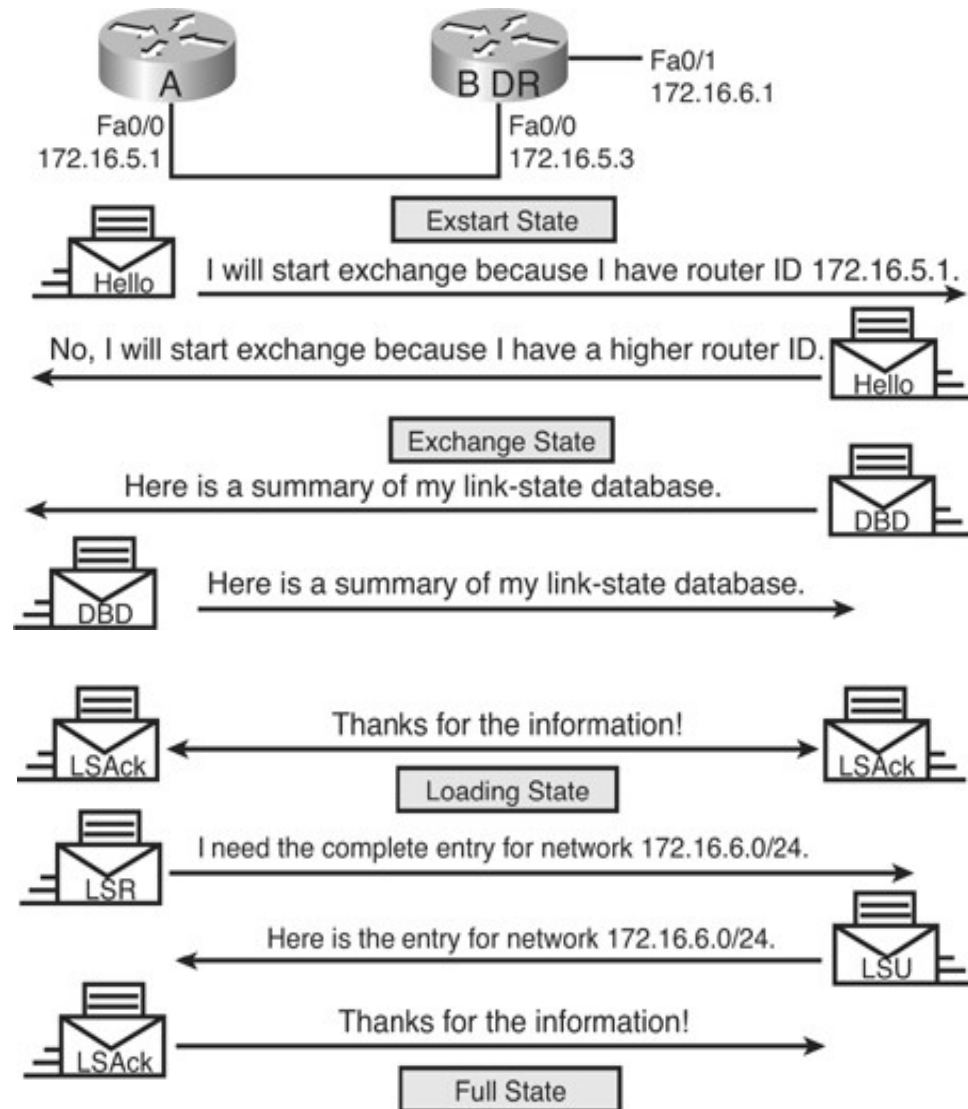 A
B DR
Fa0/1
172.16.6.1
Fa0/0
172.16.5.1
Fa0/0
172.16.5.3
Exstart State
Hello
I will start exchange because I have router ID 172.16.5.1.
No, I will start exchange because I have a higher router ID.
Hello
Exchange State
Here is a summary of my link-state database.
DBD
DBD
Here is a summary of my link-state database.
LSAck
Thanks for the information!
LSAck
Loading State
LSR
I need the complete entry for network 172.16.6.0/24.
Here is the entry for network 172.16.6.0/24.
LSU
LSAck
Thanks for the information!
Full State